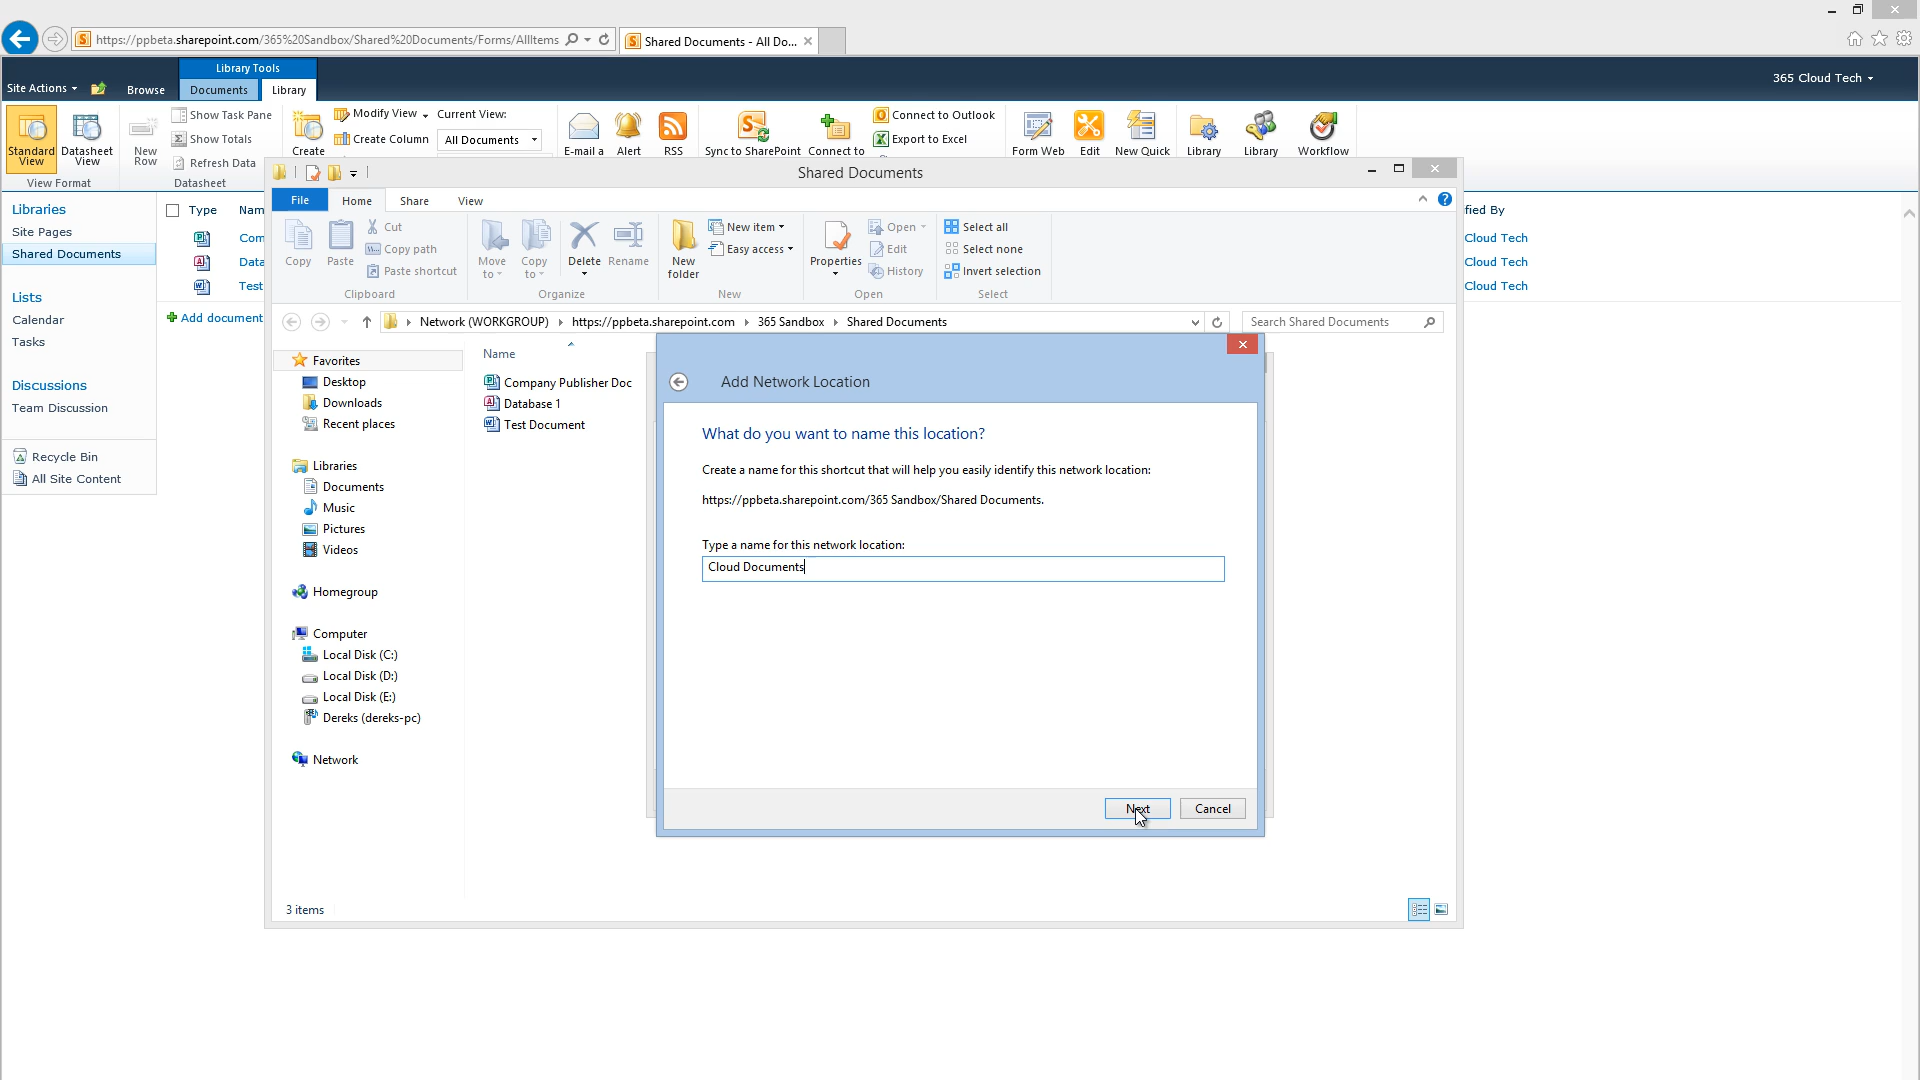 https://ppbeta.sharepoint.com/365%20Sandbox/Shared%20Documents/Forms/AllItems
Shared Documents - All Do...
Library Tools
Site Actions
Browse
Documents
Library
365 Cloud Tech
Standard View
Datasheet View
View Format
New Row
Show Task Pane
Show Totals
Refresh Data
Datasheet
Create
Modify View
Create Column
Current View:
All Documents
E-mail a
Alert
RSS
Sync to SharePoint
Connect to
Connect to Outlook
Export to Excel
Form Web
Edit
New Quick
Library
Library
Workflow
Libraries
Site Pages
Shared Documents
Lists
Calendar
Tasks
Discussions
Team Discussion
Recycle Bin
All Site Content
Type
Nam
Com
Data
Test
Add document
ified By
Cloud Tech
Cloud Tech
Cloud Tech
Shared Documents
File
Home
Share
View
Copy
Paste
Cut
Copy path
Paste shortcut
Clipboard
Move to
Copy to
Delete
Rename
Organize
New folder
New item
Easy access
New
Properties
Open
Edit
History
Open
Select all
Select none
Invert selection
Select
Network (WORKGROUP)
https://ppbeta.sharepoint.com
365 Sandbox
Shared Documents
Search Shared Documents
Favorites
Desktop
Downloads
Recent places
Libraries
Documents
Music
Pictures
Videos
Homegroup
Computer
Local Disk (C:)
Local Disk (D:)
Local Disk (E:)
Dereks (dereks-pc)
Network
Name
Company Publisher Doc
Database 1
Test Document
3 items
Add Network Location
What do you want to name this location?
Create a name for this shortcut that will help you easily identify this network location:
https://ppbeta.sharepoint.com/365 Sandbox/Shared Documents.
Type a name for this network location:
Cloud Documents
Next
Cancel